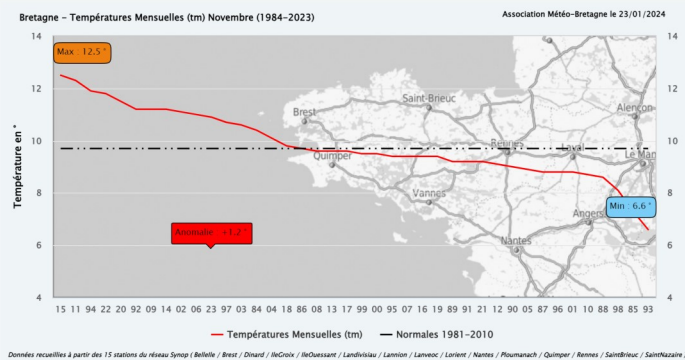 Bretagne - Températures Mensuelles (tm) Novembre (1984-2023)
Association Météo-Bretagne le 23/01/2024
Température en °
14
12
10
8
6
4
14
12
10
8
6
4
Max : 12.5 °
Anomalie : +1.2 °
Min : 6.6 °
Brest
Saint-Brieuc
Alençon
Quimper
Rennes
Laval
Le Man
Vannes
Angers
Nantes
15 11 94 22 20 92 09 14 02 06 23 97 03 84 04 18 86 08 13 17 99 00 95 07 16 19 89 91 21 12 90 05 87 96 01 10 88 98 85 93
Températures Mensuelles (tm)
Normales 1981-2010
Données recueillies à partir des 15 stations du réseau Synop ( BelleIle / Brest / Dinard / IleGroix / IleOuessant / Landivisiau / Lannion / Lanveoc / Lorient / Nantes / Ploumanach / Quimper / Rennes / SaintBrieuc / SaintNazaire )